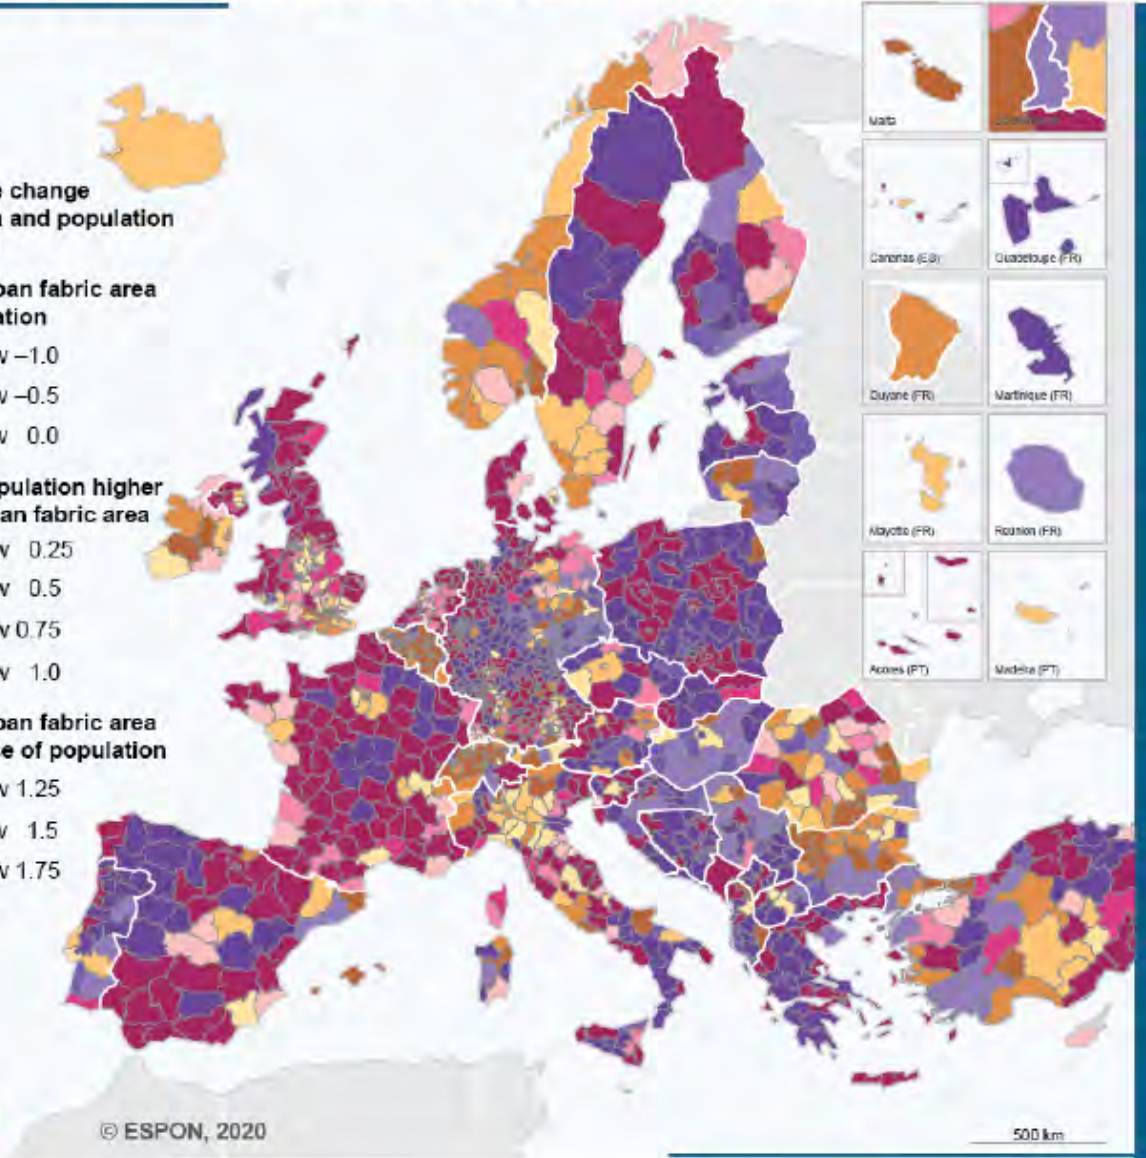 e change
and population
ban fabric area
ation
–1.0
–0.5
0.0
pulation higher
an fabric area
0.25
0.5
0.75
1.0
ban fabric area
e of population
1.25
1.5
1.75
Malta
Canarias (ES)
Guadeloupe (FR)
Guyane (FR)
Martinique (FR)
Mayotte (FR)
Reunion (FR)
Acores (PT)
Madeira (PT)
© ESPON, 2020
500 km